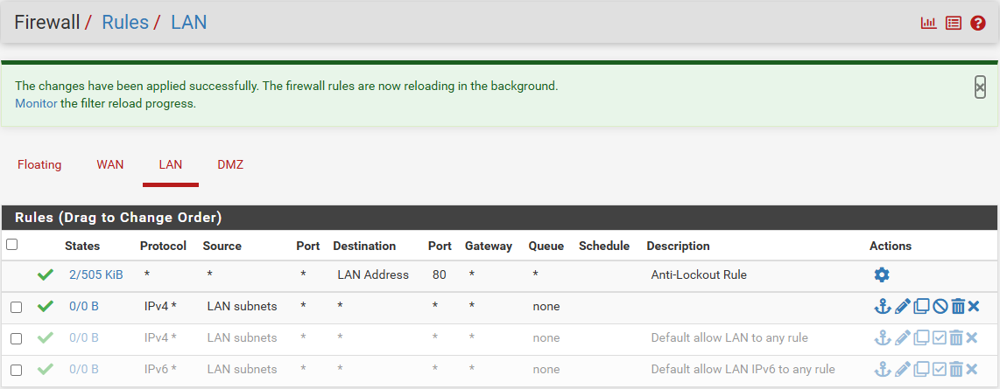 Firewall / Rules / LAN
The changes have been applied successfully. The firewall rules are now reloading in the background.
Monitor the filter reload progress.
Floating WAN LAN DMZ
Rules (Drag to Change Order)
States Protocol Source Port Destination Port Gateway Queue Schedule Description Actions
2/505 KiB * * * LAN Address 80 * * Anti-Lockout Rule
0/0 B IPv4 * LAN subnets * * * * none
0/0 B IPv4 * LAN subnets * * * * none Default allow LAN to any rule
0/0 B IPv6 * LAN subnets * * * * none Default allow LAN IPv6 to any rule